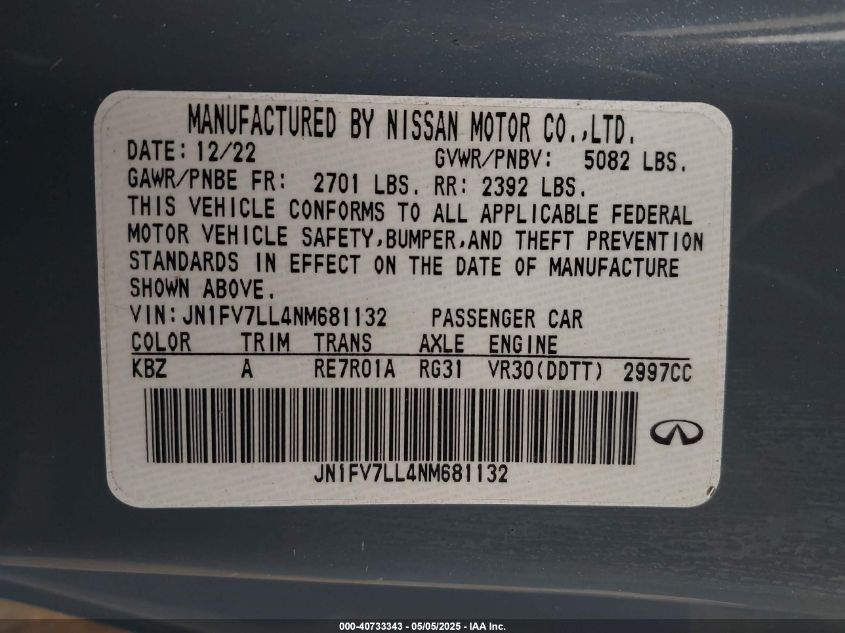 MANUFACTURED BY NISSAN MOTOR CO.,LTD.
DATE: 12/22 GVWR/PNBV: 5082 LBS.
GAWR/PNBE FR: 2701 LBS. RR: 2392 LBS.
THIS VEHICLE CONFORMS TO ALL APPLICABLE FEDERAL
MOTOR VEHICLE SAFETY,BUMPER,AND THEFT PREVENTION
STANDARDS IN EFFECT ON THE DATE OF MANUFACTURE
SHOWN ABOVE.
VIN:JN1FV7LL4NM681132 PASSENGER CAR
COLOR TRIM TRANS AXLE ENGINE
KBZ A RE7R01A RG31 VR30(DDTT) 2997CC
JN1FV7LL4NM681132
000-40733343 - 05/05/2025 - IAA Inc.